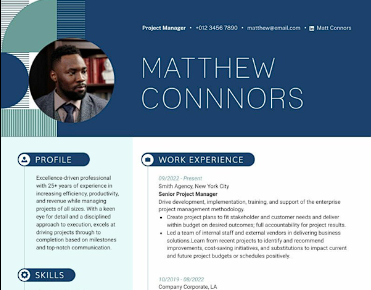 Project Manager • +012 3456 7890 • matthew@email.com • Matt Connors
MATTHEW
CONNNORS
PROFILE
Excellence-driven professional
with 25+ years of experience in
increasing efficiency, productivity,
and revenue while managing
projects of all sizes. With a keen
eye for detail and a disciplined
approach to execution, excels at
driving projects through to
completion based on milestones
and top-notch communication.
SKILLS
WORK EXPERIENCE
09/2022 - Present
Smith Agency, New York City
Senior Project Manager
Drive development, implementation, training, and support of the enterprise
project management methodology.
• Create project plans to fit stakeholder and customer needs and deliver
within budget on desired outcomes, full accountability for project results.
• Led a team of internal staff and external vendors in delivering business
solutions. Learn from recent projects to identify and recommend
improvements, cost-saving initiatives, and substitutions to impact current
and future project budgets or schedules positively.
10/2019 - 08/2022
Company Corporate, LA